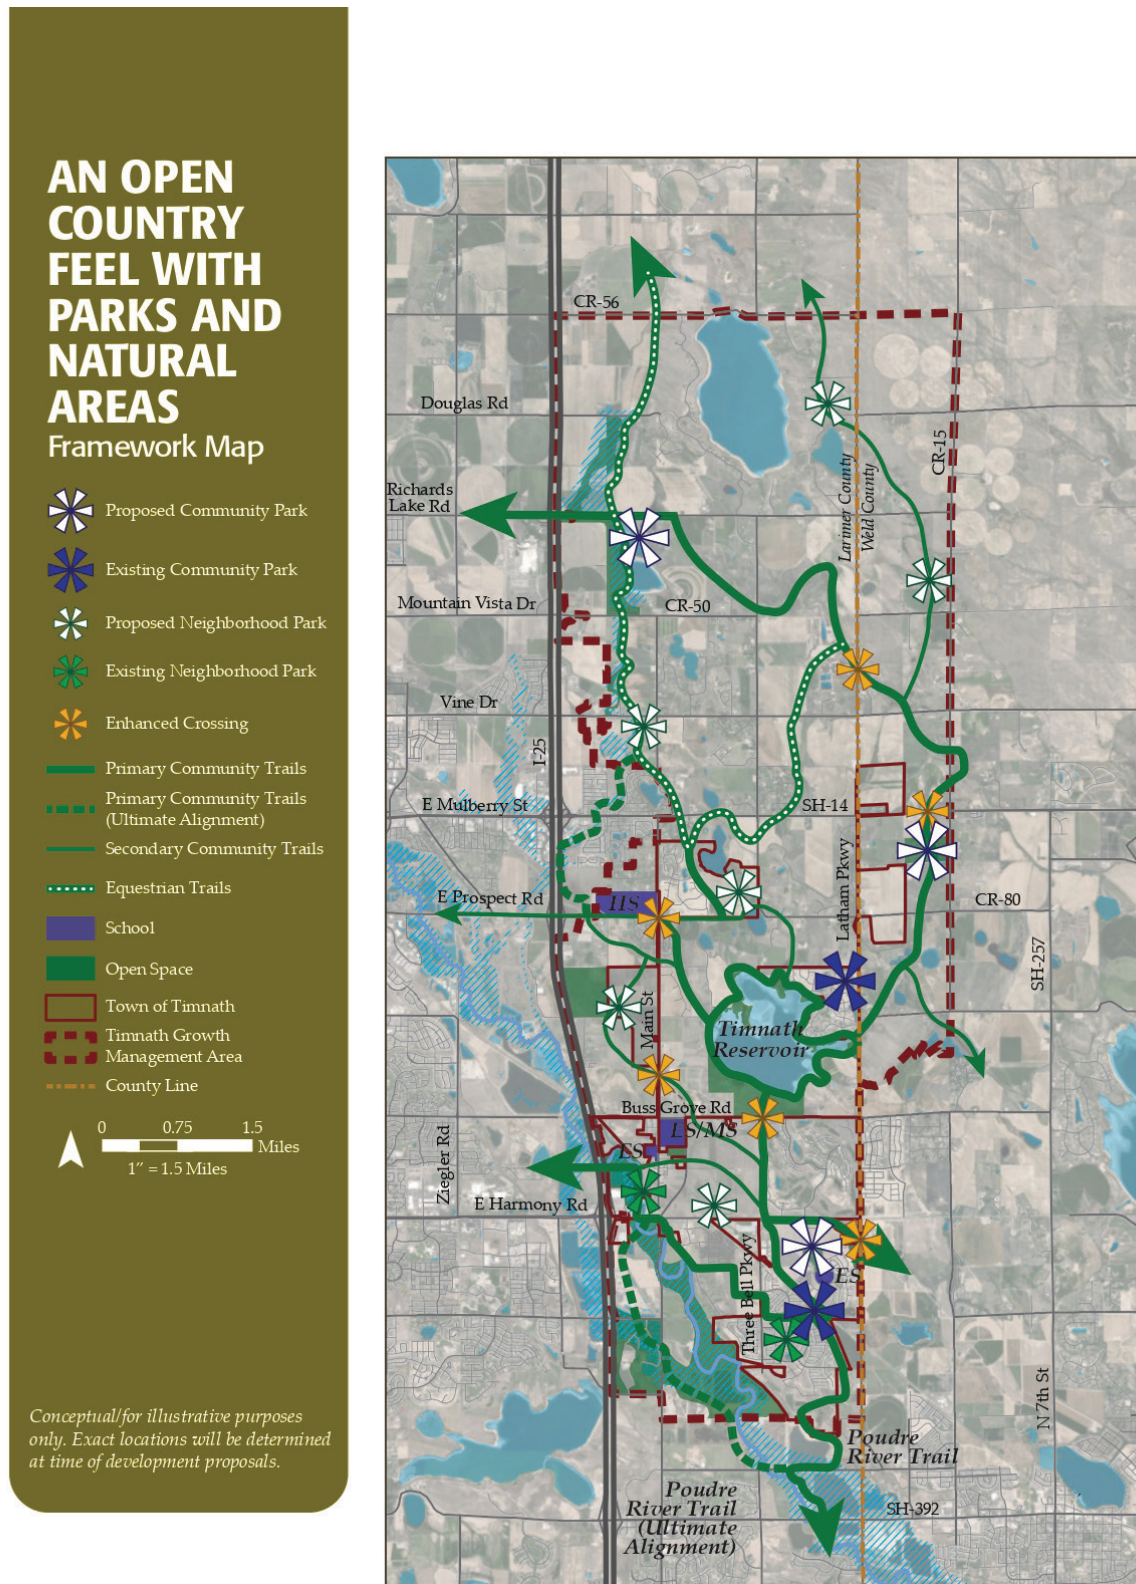 AN OPEN
COUNTRY
FEEL WITH
PARKS AND
NATURAL
AREAS
Framework Map
Proposed Community Park
Existing Community Park
Proposed Neighborhood Park
Existing Neighborhood Park
Enhanced Crossing
Primary Community Trails
Primary Community Trails
(Ultimate Alignment)
Secondary Community Trails
Equestrian Trails
School
Open Space
Town of Timnath
Timnath Growth
Management Area
County Line
0 0.75 1.5
Miles
1" = 1.5 Miles
Conceptual/for illustrative purposes
only. Exact locations will be determined
at time of development proposals.
CR-56
Douglas Rd
CR-15
Larimer County
Weld County
Richards
Lake Rd
Mountain Vista Dr
CR-50
Vine Dr
I-25
E Mulberry St
SH-14
Latham Pkwy
E Prospect Rd
HS
CR-80
SH-257
Main St
Timnath
Reservoir
Buss Grove Rd
ES/MS
ES
Ziegler Rd
E Harmony Rd
Three Bell Pkwy
ES
N 7th St
Poudre
River Trail
Poudre
River Trail
(Ultimate
Alignment)
SH-392